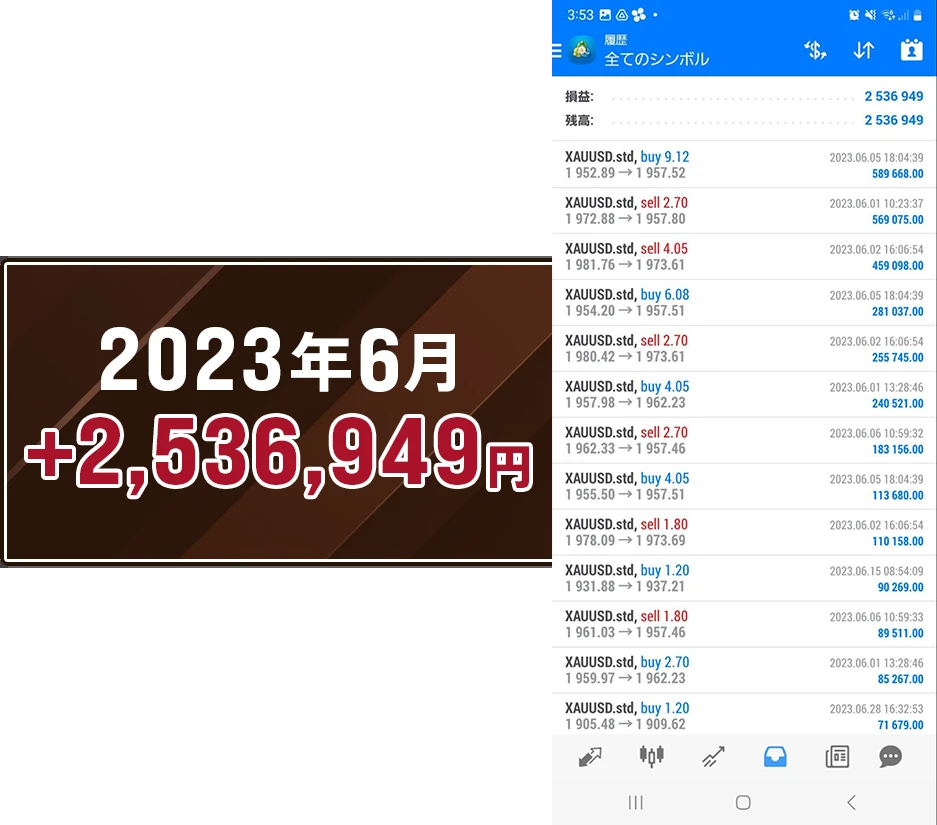 2023年6月
+2,536,949円
3:53
履歴
全てのシンボル
損益: 2 536 949
残高: 2 536 949
XAUUSD.std, buy 9.12 2023.06.05 18:04:39
1 952.89 → 1 957.52 589 668.00
XAUUSD.std, sell 2.70 2023.06.01 10:23:37
1 972.88 → 1 957.80 569 075.00
XAUUSD.std, sell 4.05 2023.06.02 16:06:54
1 981.76 → 1 973.61 459 098.00
XAUUSD.std, buy 6.08 2023.06.05 18:04:39
1 954.20 → 1 957.51 281 037.00
XAUUSD.std, sell 2.70 2023.06.02 16:06:54
1 980.42 → 1 973.61 255 745.00
XAUUSD.std, buy 4.05 2023.06.01 13:28:46
1 957.98 → 1 962.23 240 521.00
XAUUSD.std, sell 2.70 2023.06.06 10:59:32
1 962.33 → 1 957.46 183 156.00
XAUUSD.std, buy 4.05 2023.06.05 18:04:39
1 955.50 → 1 957.51 113 680.00
XAUUSD.std, sell 1.80 2023.06.02 16:06:54
1 978.09 → 1 973.69 110 158.00
XAUUSD.std, buy 1.20 2023.06.15 08:54:09
1 931.88 → 1 937.21 90 269.00
XAUUSD.std, sell 1.80 2023.06.06 10:59:33
1 961.03 → 1 957.46 89 511.00
XAUUSD.std, buy 2.70 2023.06.01 13:28:46
1 959.97 → 1 962.23 85 267.00
XAUUSD.std, buy 1.20 2023.06.28 16:32:53
1 905.48 → 1 909.62 71 679.00